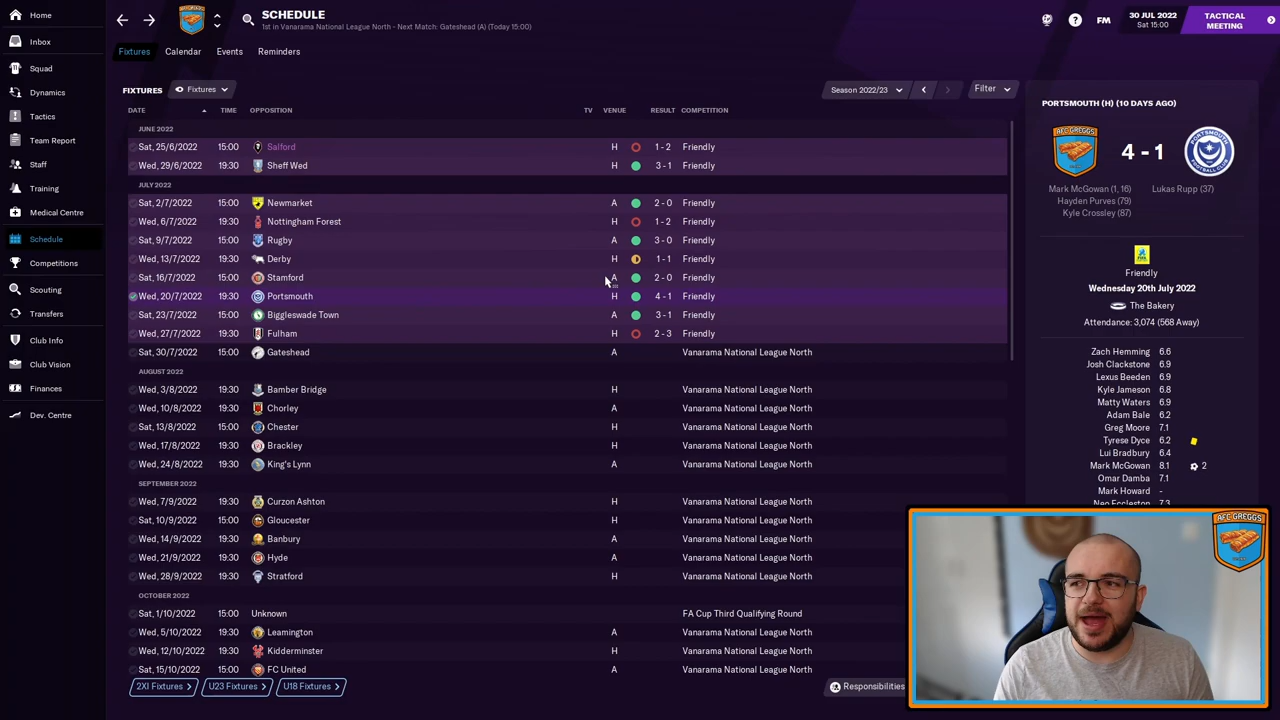 SCHEDULE
1st in Vanarama National League North - Next Match: Gateshead (A) (Today 15:00)
FM
30 JUL 2022
Sat 15:00
TACTICAL
MEETING
Home
Inbox
Squad
Dynamics
Tactics
Team Report
Staff
Training
Medical Centre
Schedule
Competitions
Scouting
Transfers
Club Info
Club Vision
Finances
Dev. Centre
Fixtures Calendar Events Reminders
FIXTURES Fixtures Season 2022/23 Filter
DATE TIME OPPOSITION TV VENUE RESULT COMPETITION
JUNE 2022
Sat, 25/6/2022 15:00 Salford H 1 - 2 Friendly
Wed, 29/6/2022 19:30 Sheff Wed H 3 - 1 Friendly
JULY 2022
Sat, 2/7/2022 15:00 Newmarket A 2 - 0 Friendly
Wed, 6/7/2022 19:30 Nottingham Forest H 1 - 2 Friendly
Sat, 9/7/2022 15:00 Rugby A 3 - 0 Friendly
Wed, 13/7/2022 19:30 Derby H 1 - 1 Friendly
Sat, 16/7/2022 15:00 Stamford A 2 - 0 Friendly
Wed, 20/7/2022 19:30 Portsmouth H 4 - 1 Friendly
Sat, 23/7/2022 15:00 Biggleswade Town A 3 - 1 Friendly
Wed, 27/7/2022 19:30 Fulham H 2 - 3 Friendly
Sat, 30/7/2022 15:00 Gateshead A Vanarama National League North
AUGUST 2022
Wed, 3/8/2022 19:30 Bamber Bridge H Vanarama National League North
Wed, 10/8/2022 19:30 Chorley A Vanarama National League North
Sat, 13/8/2022 15:00 Chester H Vanarama National League North
Wed, 17/8/2022 19:30 Brackley H Vanarama National League North
Wed, 24/8/2022 19:30 King's Lynn A Vanarama National League North
SEPTEMBER 2022
Wed, 7/9/2022 19:30 Curzon Ashton H Vanarama National League North
Sat, 10/9/2022 15:00 Gloucester H Vanarama National League North
Wed, 14/9/2022 19:30 Banbury A Vanarama National League North
Wed, 21/9/2022 19:30 Hyde A Vanarama National League North
Wed, 28/9/2022 19:30 Stratford H Vanarama National League North
OCTOBER 2022
Sat, 1/10/2022 15:00 Unknown FA Cup Third Qualifying Round
Wed, 5/10/2022 19:30 Leamington A Vanarama National League North
Wed, 12/10/2022 19:30 Kidderminster H Vanarama National League North
Sat, 15/10/2022 15:00 FC United A Vanarama National League North
2XI Fixtures U23 Fixtures U18 Fixtures Responsibilities
PORTSMOUTH (H) (10 DAYS AGO)
AFC GREGGS 4 - 1 PORTSMOUTH
Mark McGowan (1, 16) Lukas Rupp (37)
Hayden Purves (79)
Kyle Crossley (87)
Friendly
Wednesday 20th July 2022
The Bakery
Attendance: 3,074 (568 Away)
Zach Hemming 6.6
Josh Clackstone 6.9
Lexus Beeden 6.9
Kyle Jameson 6.8
Matty Waters 6.9
Adam Bale 6.2
Greg Moore 7.1
Tyrese Dyce 6.2
Lui Bradbury 6.4
Mark McGowan 8.1 2
Omar Damba 7.1
Mark Howard -
Neo Eccleston 7.3
AFC GREGGS